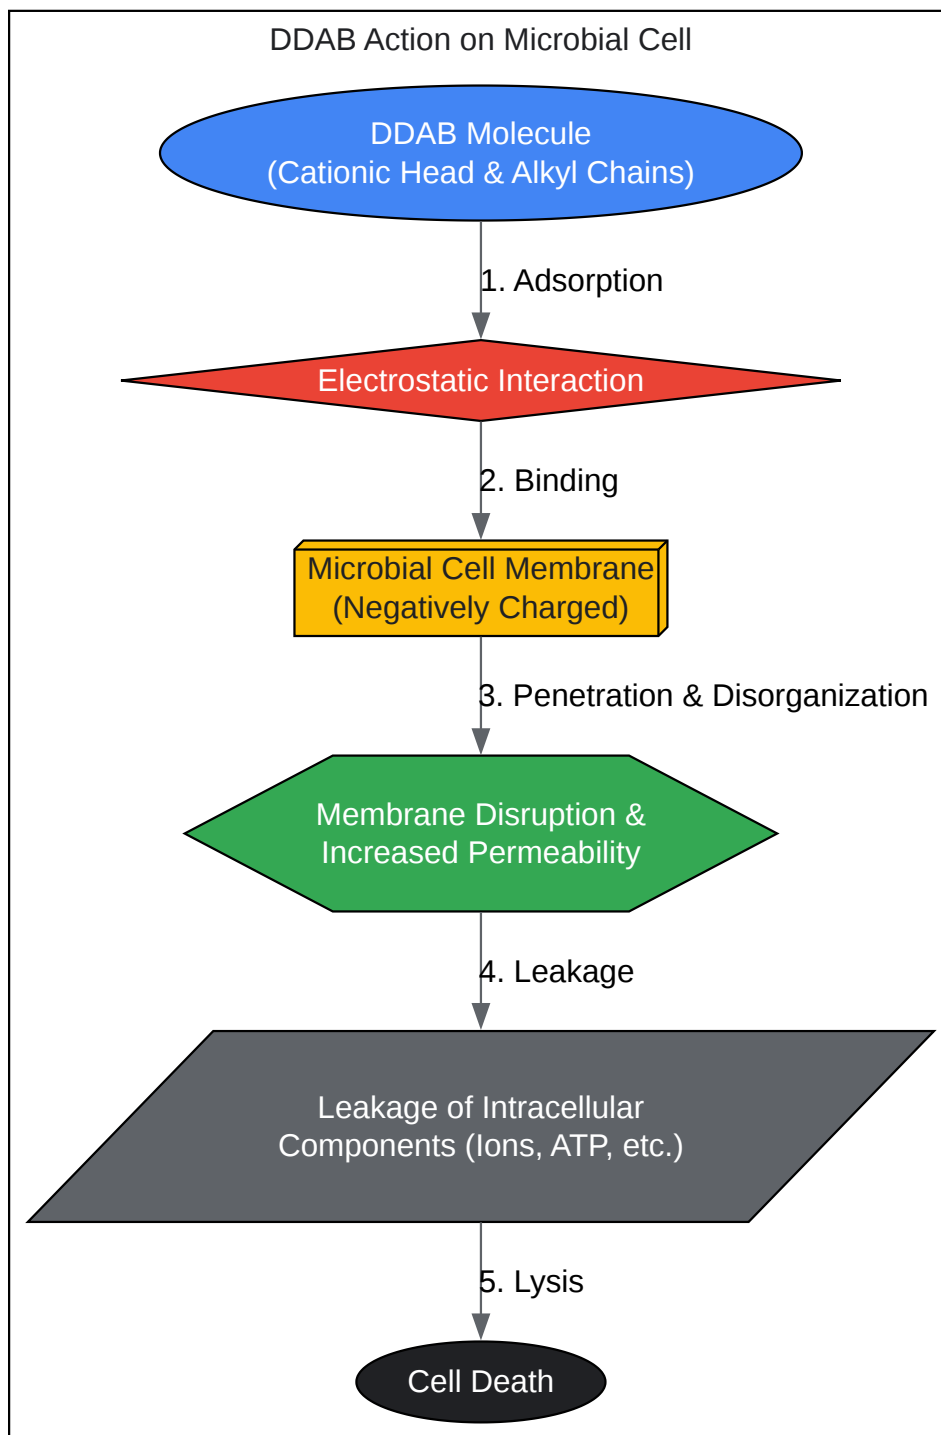 DDAB Action on Microbial Cell
DDAB Molecule
(Cationic Head & Alkyl Chains)
1. Adsorption
Electrostatic Interaction
2. Binding
Microbial Cell Membrane
(Negatively Charged)
3. Penetration & Disorganization
Membrane Disruption &
Increased Permeability
4. Leakage
Leakage of Intracellular
Components (Ions, ATP, etc.)
5. Lysis
Cell Death